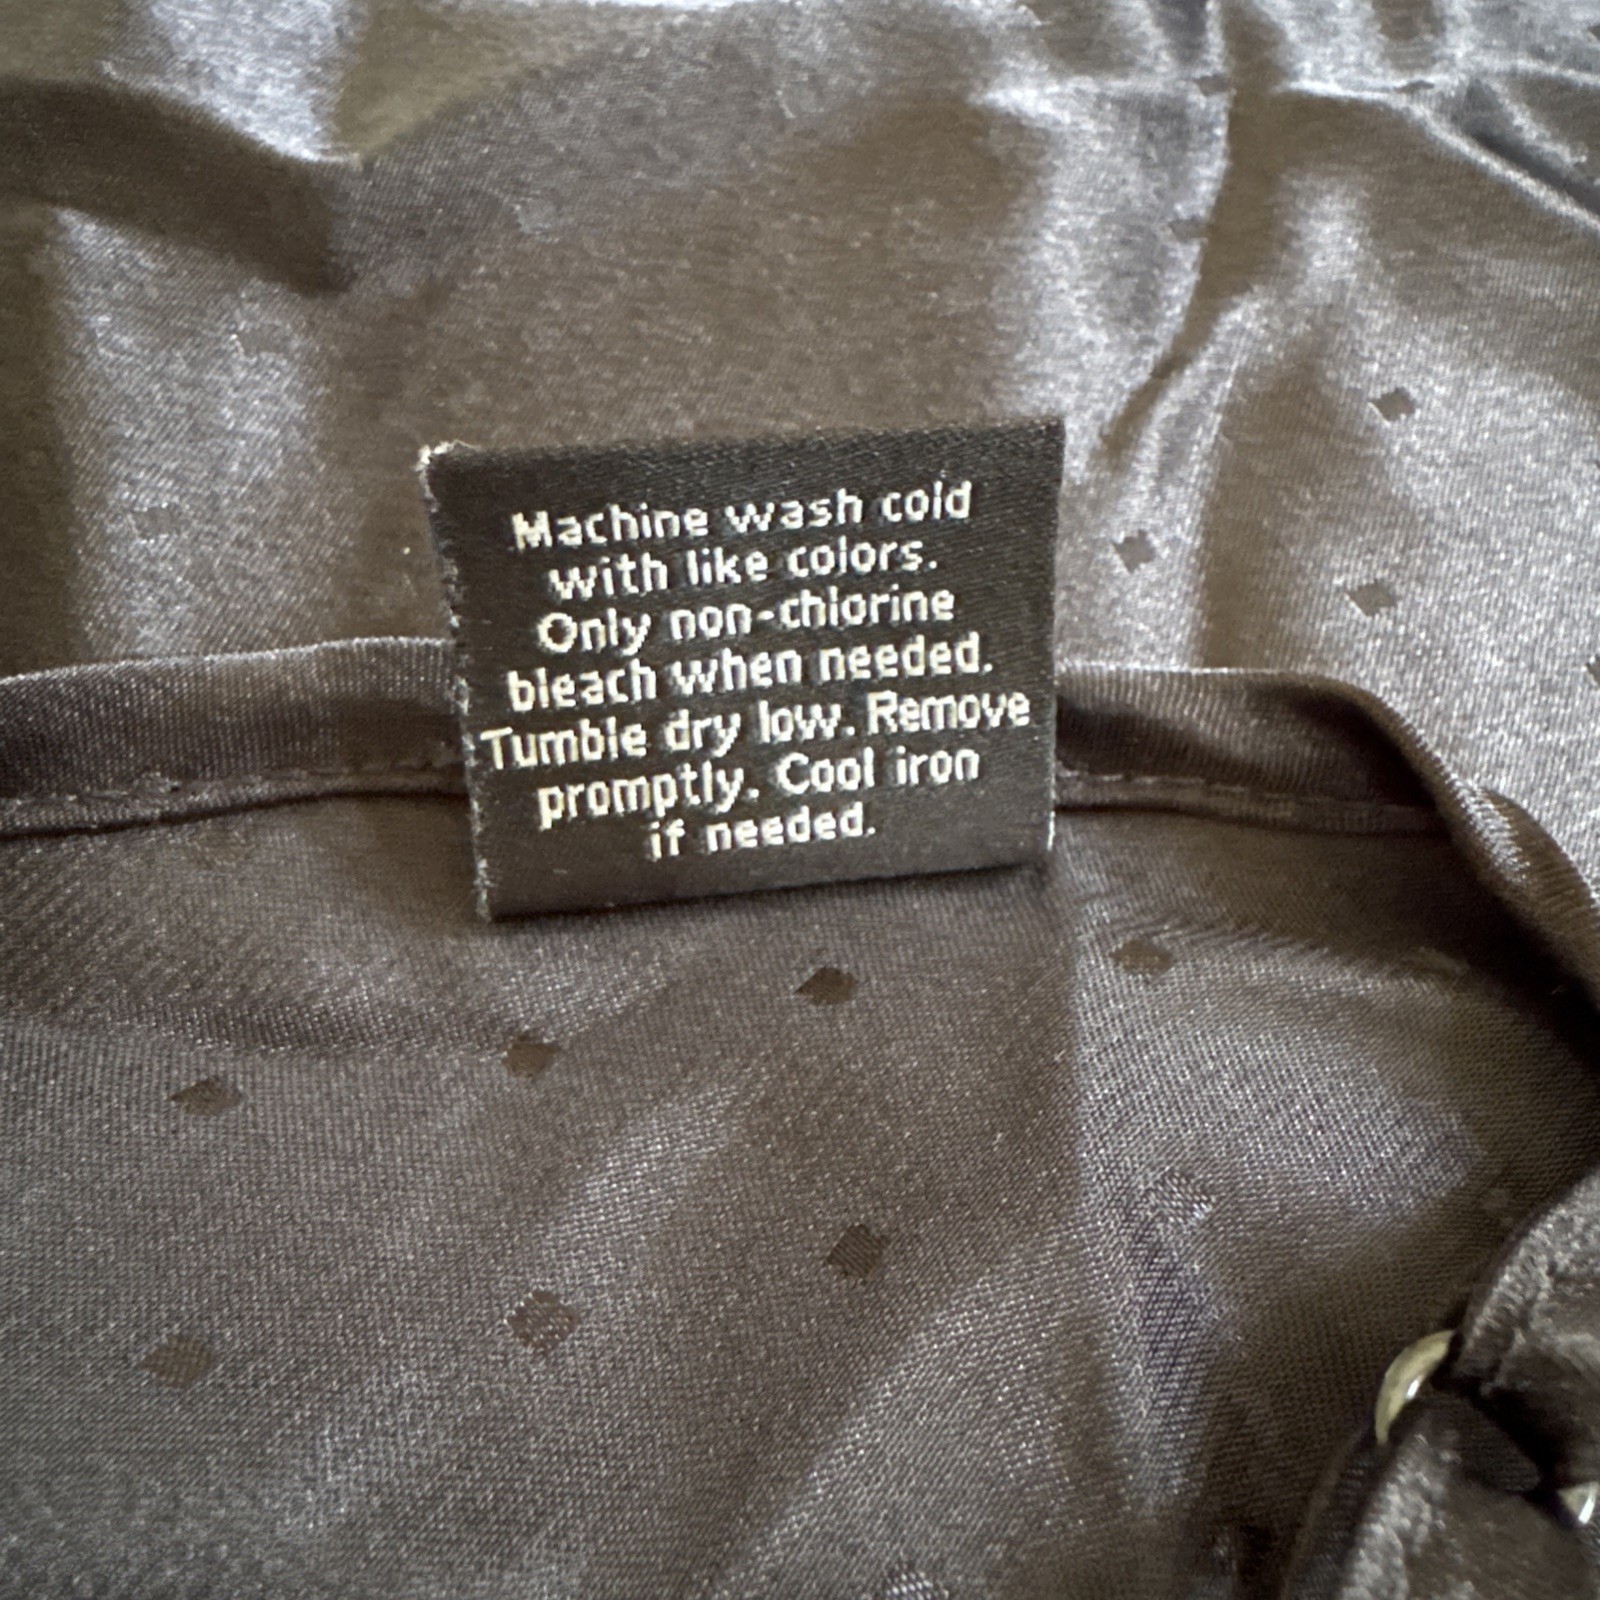 Machine wash cold
with like colors.
Only non-chlorine
bleach when needed.
Tumble dry low. Remove
promptly. Cool iron
if needed.